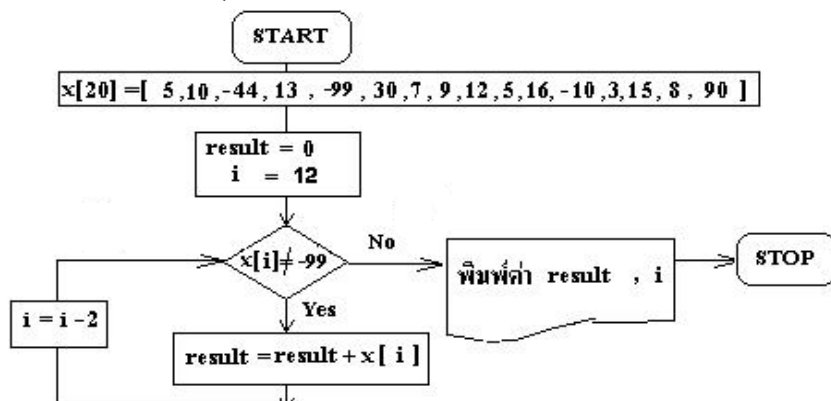 START
x[20] =[ 5 ,10 , -44 , 13 , -99 , 30 , 7 , 9 , 12 , 5 , 16 , -10 , 3 , 15 , 8 , 90 ]
result = 0
i = 12
x[i]≠ -99
No
พิมพ์ค่า result , i
STOP
Yes
i = i -2
result =result + x[ i ]